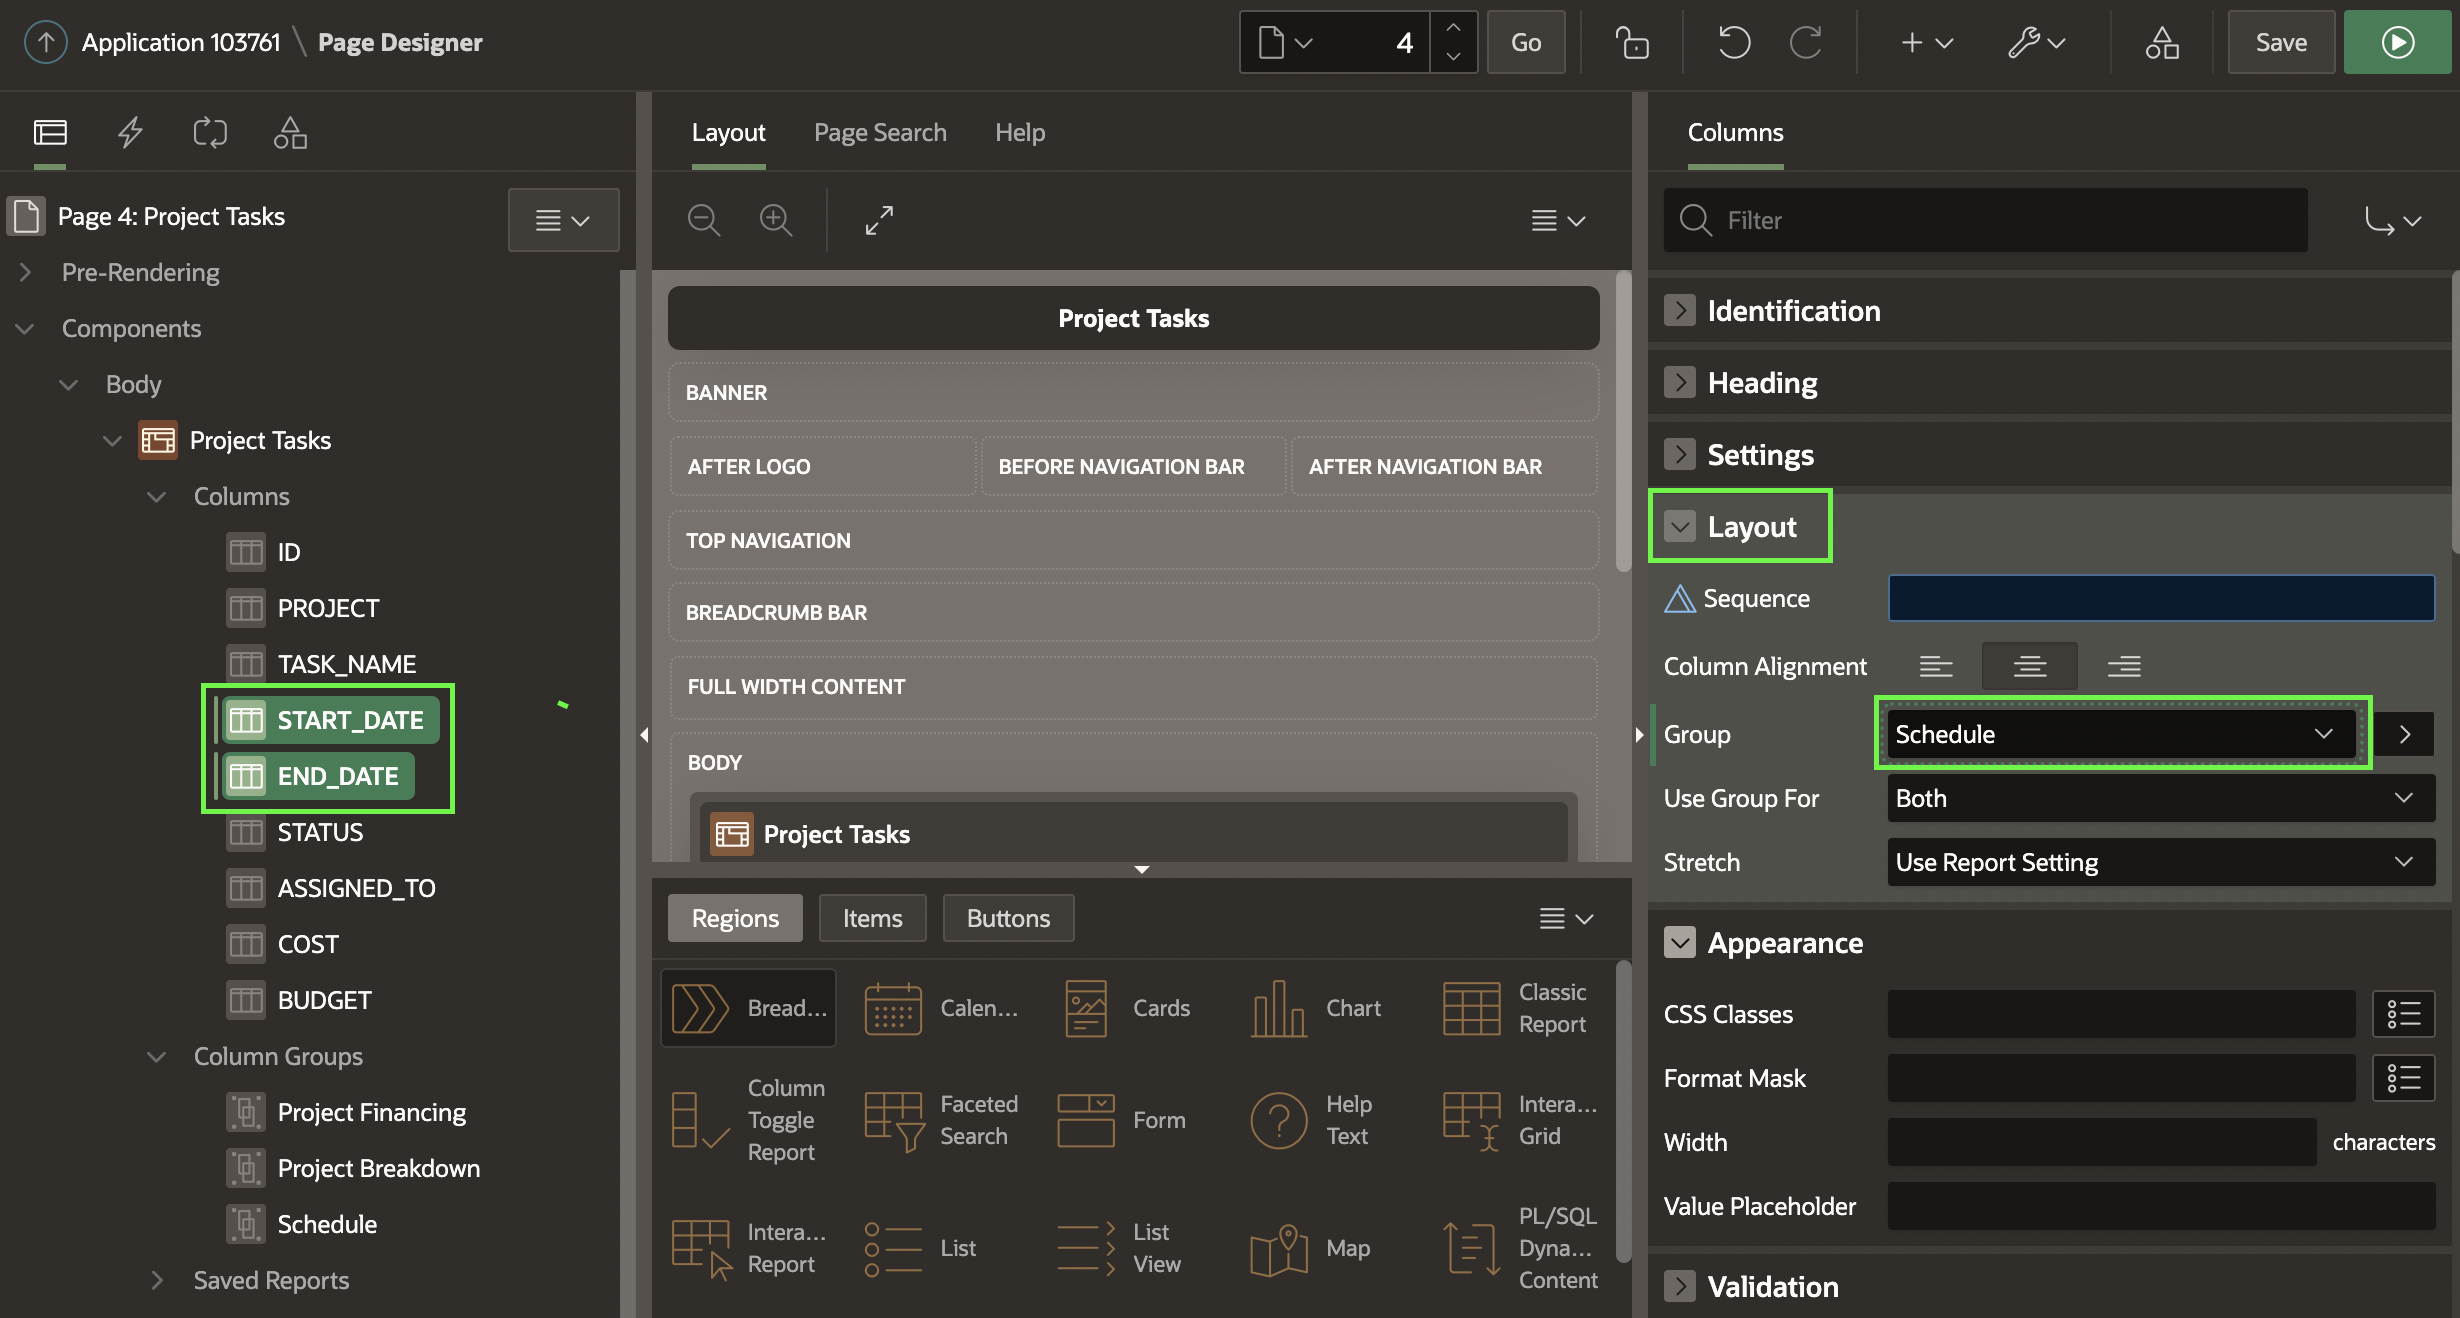 Application 103761 \ Page Designer
4
Go
Save
Page 4: Project Tasks
Pre-Rendering
Components
Body
Project Tasks
Columns
ID
PROJECT
TASK_NAME
START_DATE
END_DATE
STATUS
ASSIGNED_TO
COST
BUDGET
Column Groups
Project Financing
Project Breakdown
Schedule
Saved Reports
Layout Page Search Help
Project Tasks
BANNER
AFTER LOGO BEFORE NAVIGATION BAR AFTER NAVIGATION BAR
TOP NAVIGATION
BREADCRUMB BAR
FULL WIDTH CONTENT
BODY
Project Tasks
Regions Items Buttons
Bread...
Calen...
Cards
Chart
Classic
Report
Column
Toggle
Report
Faceted
Search
Form
Help
Text
Intera...
Grid
Intera...
Report
List
List
View
Map
PL/SQL
Dyna...
Content
Columns
Filter
Identification
Heading
Settings
Layout
Sequence
Column Alignment
Group Schedule
Use Group For Both
Stretch Use Report Setting
Appearance
CSS Classes
Format Mask
Width characters
Value Placeholder
Validation